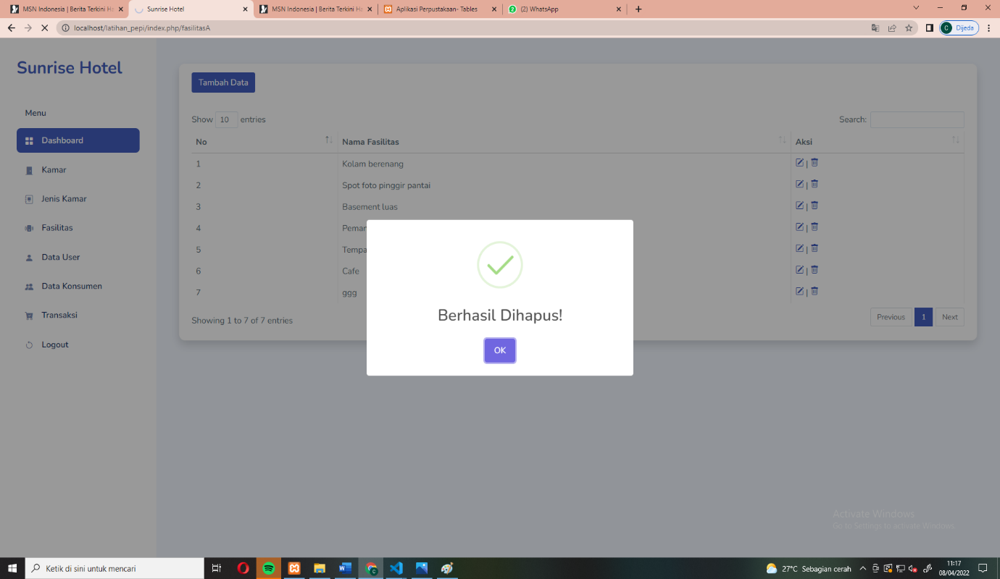 MSN Indonesia | Berita Terkini Ha
Sunrise Hotel
MSN Indonesia | Berita Terkini Ha
Aplikasi Perpustakaan- Tables
(2) WhatsApp
localhost/latihan_pepi/index.php/fasilitasA
C Dijeda
Sunrise Hotel
Menu
Dashboard
Kamar
Jenis Kamar
Fasilitas
Data User
Data Konsumen
Transaksi
Logout
Tambah Data
Show 10 entries
Search:
No Nama Fasilitas Aksi
1 Kolam berenang |
2 Spot foto pinggir pantai |
3 Basement luas |
4 Pemar |
5 Tempa |
6 Cafe |
7 ggg |
Showing 1 to 7 of 7 entries
Previous 1 Next
Berhasil Dihapus!
OK
Activate Windows
Go to Settings to activate Windows.
Ketik di sini untuk mencari
27°C Sebagian cerah
11:17
08/04/2022